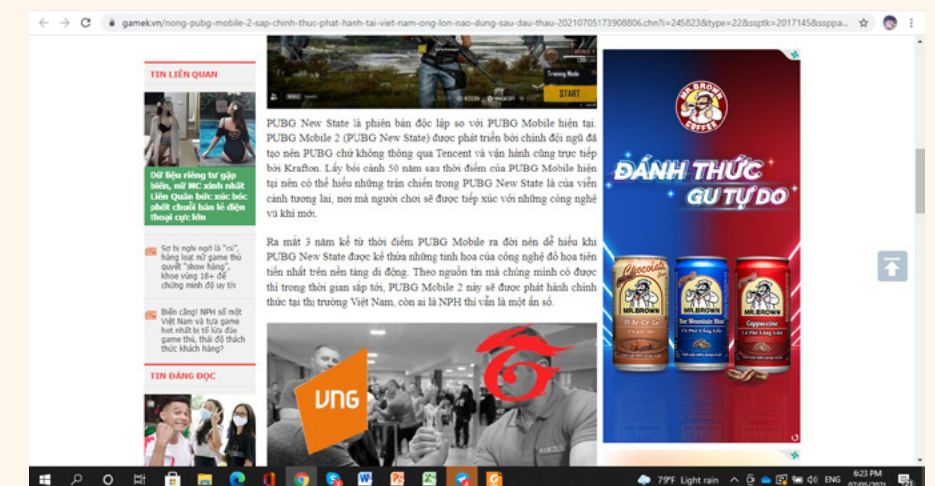 gamek.vn/nong-pubg-mobile-2-sap-chinh-thuc-phat-hanh-tai-viet-nam-ong-lon-nao-dung-sau-dau-thau-20210705173908806.chn?i=245823&type=22&ssptk=2017145&ssppa...
TIN LIÊN QUAN
Dữ liệu riêng tư gặp
biến, nữ MC xinh nhất
Liên Quân bức xúc bóc
phốt chuỗi bán lẻ điện
thoại cực lớn
Sợ bị nghi ngờ là "cú",
hàng loạt nữ game thủ
quyết "show hàng",
khoe vùng 18+ để
chứng minh độ uy tín
Biến căng! NPH số một
Việt Nam và tựa game
hot nhất bị tố lừa đảo
game thủ, thái độ thách
thức khách hàng?
TIN ĐÁNG ĐỌC
Training Mode
START
PUBG New State là phiên bản độc lập so với PUBG Mobile hiện tại.
PUBG Mobile 2 (PUBG New State) được phát triển bởi chính đội ngũ đã
tạo nên PUBG chứ không thông qua Tencent và vận hành cũng trực tiếp
bởi Krafton. Lấy bối cảnh 50 năm sau thời điểm của PUBG Mobile hiện
tại nên có thể hiểu những trận chiến trong PUBG New State là của viễn
cảnh tương lai, nơi mà người chơi sẽ được tiếp xúc với những công nghệ
vũ khí mới.
Ra mắt 3 năm kể từ thời điểm PUBG Mobile ra đời nên dễ hiểu khi
PUBG New State được kế thừa những tinh hoa của công nghệ đồ họa tiên
tiến nhất trên nền tảng di động. Theo nguồn tin mà chúng mình có được
thì trong thời gian sắp tới, PUBG Mobile 2 này sẽ được phát hành chính
thức tại thị trường Việt Nam, còn ai là NPH thì vẫn là một ẩn số.
VNG
MR.BROWN
COFFEE
ĐÁNH THỨC
GU TỰ DO
Chocolate
MR.BROWN
MR.BROWN
Blue Mountain Blend
MR.BROWN
Cappuccino
79°F Light rain
ENG
6:23 PM
07/05/2021
21